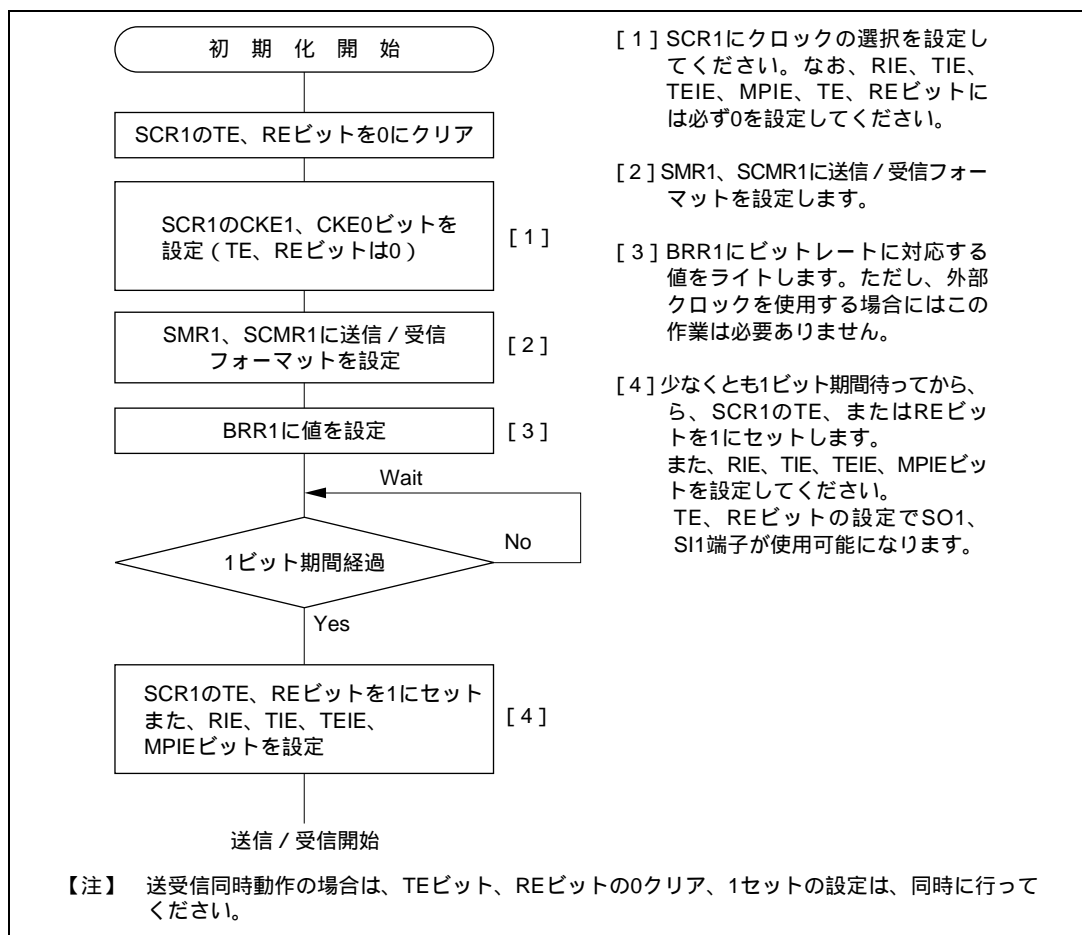 初期化開始
SCR1のTE、REビットを0にクリア
SCR1のCKE1、CKE0ビットを
設定（TE、REビットは0）
[1]
SMR1、SCMR1に送信／受信
フォーマットを設定
[2]
BRR1に値を設定
[3]
Wait
1ビット期間経過
No
Yes
SCR1のTE、REビットを1にセット
また、RIE、TIE、TEIE、
MPIEビットを設定
[4]
送信／受信開始
[1] SCR1にクロックの選択を設定し
てください。なお、RIE、TIE、
TEIE、MPIE、TE、REビットに
は必ず0を設定してください。
[2] SMR1、SCMR1に送信／受信フォー
マットを設定します。
[3] BRR1にビットレートに対応する
値をライトします。ただし、外部
クロックを使用する場合にはこの
作業は必要ありません。
[4] 少なくとも1ビット期間待ってから、
ら、SCR1のTE、またはREビッ
トを1にセットします。
また、RIE、TIE、TEIE、MPIEビッ
トを設定してください。
TE、REビットの設定でSO1、
SI1端子が使用可能になります。
【注】 送受信同時動作の場合は、TEビット、REビットの0クリア、1セットの設定は、同時に行って
ください。